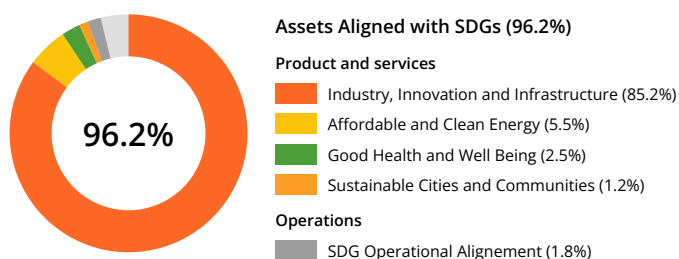 96.2%
Assets Aligned with SDGs (96.2%)
Product and services
Industry, Innovation and Infrastructure (85.2%)
Affordable and Clean Energy (5.5%)
Good Health and Well Being (2.5%)
Sustainable Cities and Communities (1.2%)
Operations
SDG Operational Alignement (1.8%)